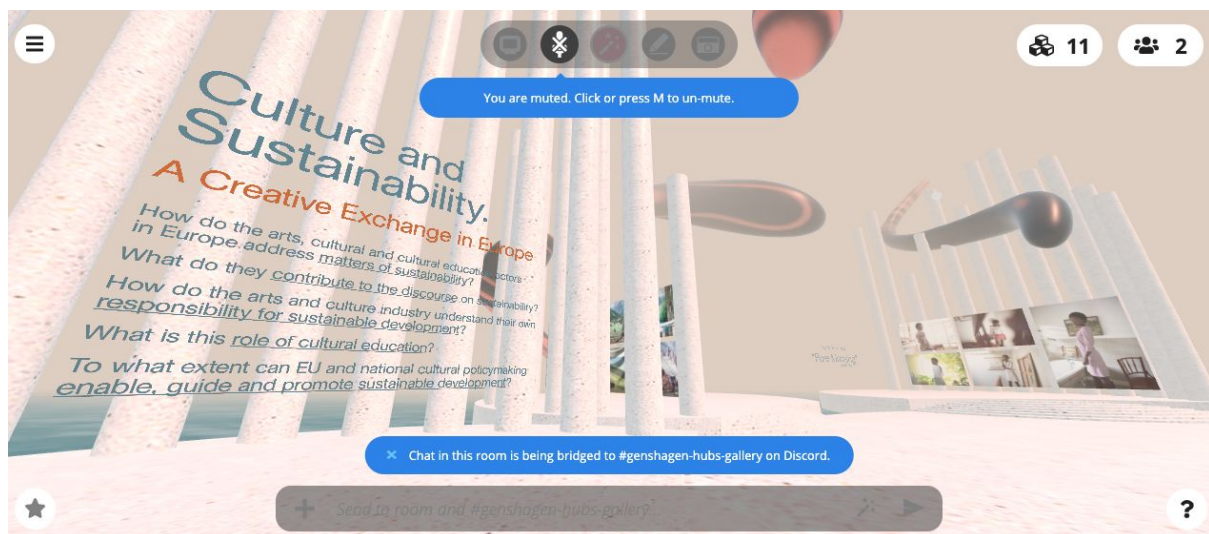 11
2
You are muted. Click or press M to un-mute.
Culture and
Sustainability.
A Creative Exchange in Europe
How do the arts, cultural and cultural education actors
in Europe address matters of sustainability?
What do they contribute to the discourse on sustainability?
How do the arts and culture industry understand their own
responsibility for sustainable development?
What is this role of cultural education?
To what extent can EU and national cultural policymaking
enable, guide and promote sustainable development?
Chat in this room is being bridged to #genshagen-hubs-gallery on Discord.
Send to room and #genshagen-hubs-gallery...
?